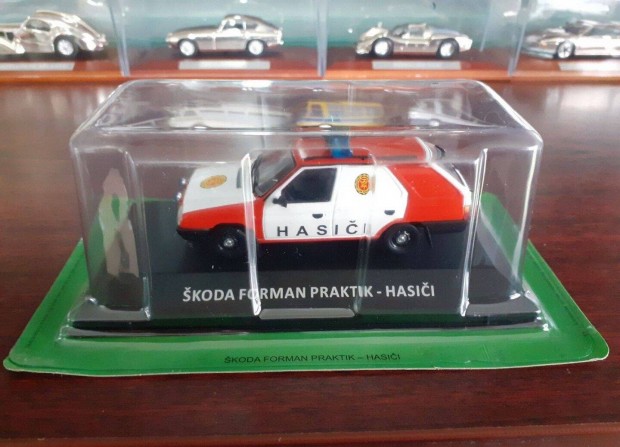 HASIČI
ŠKODA FORMAN PRAKTIK - HASIČI
ŠKODA FORMAN PRAKTIK – HASIČI